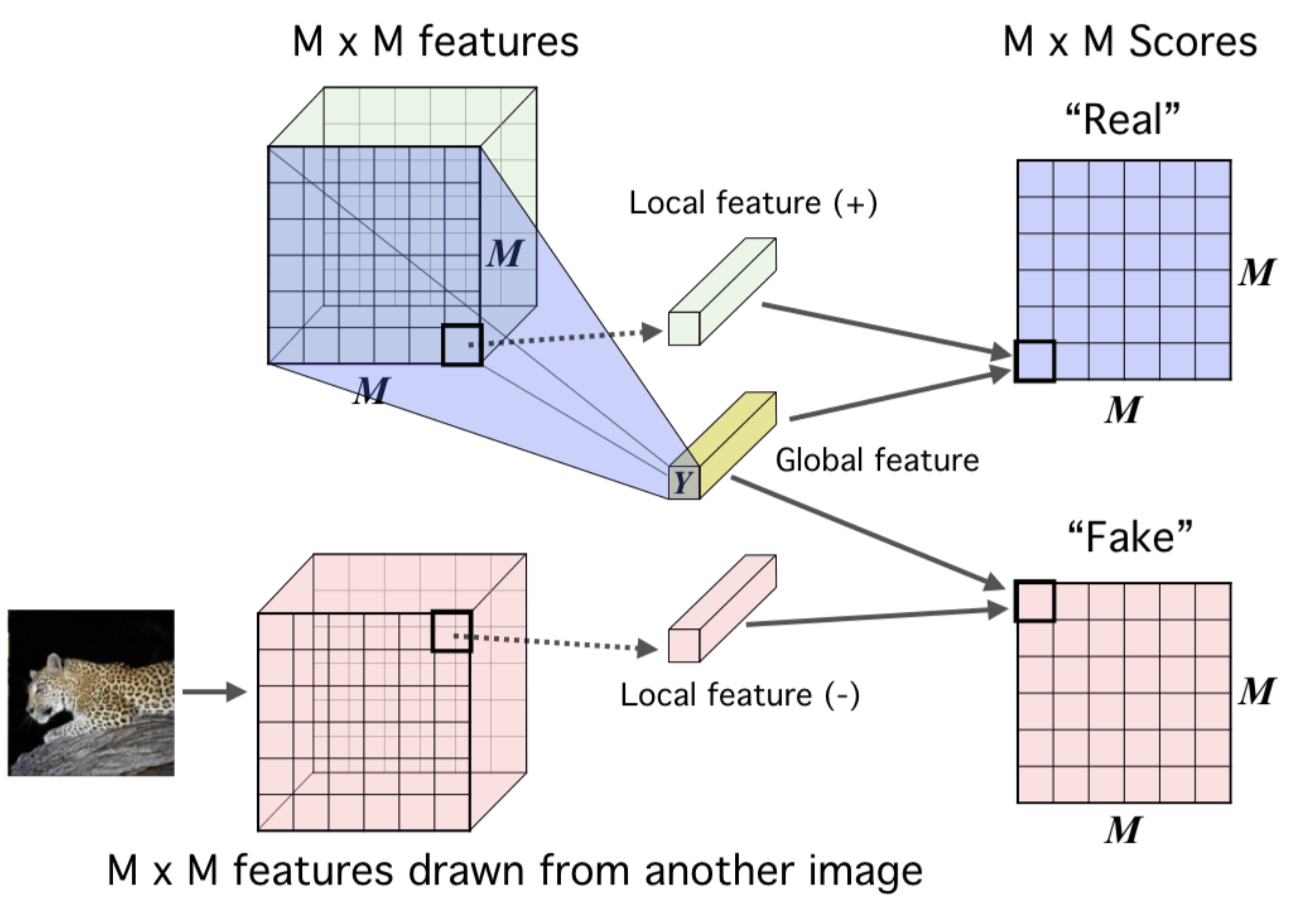 M x M features
M x M Scores
“Real”
Local feature (+)
M
M
M
M
Global feature
Y
“Fake”
Local feature (-)
M
M
M x M features drawn from another image